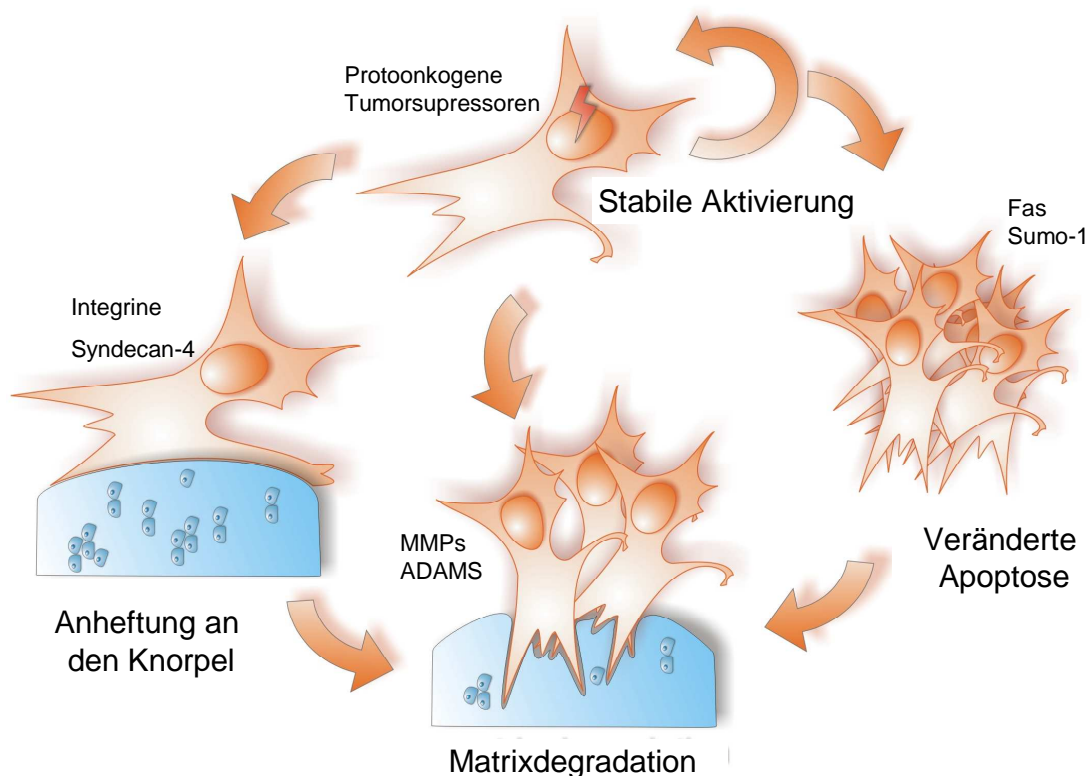 Protoonkogene
Tumorsupressoren
Stabile Aktivierung
Fas
Sumo-1
Integrine
Syndecan-4
MMPs
ADAMS
Veränderte
Apoptose
Anheftung an
den Knorpel
Matrixdegradation